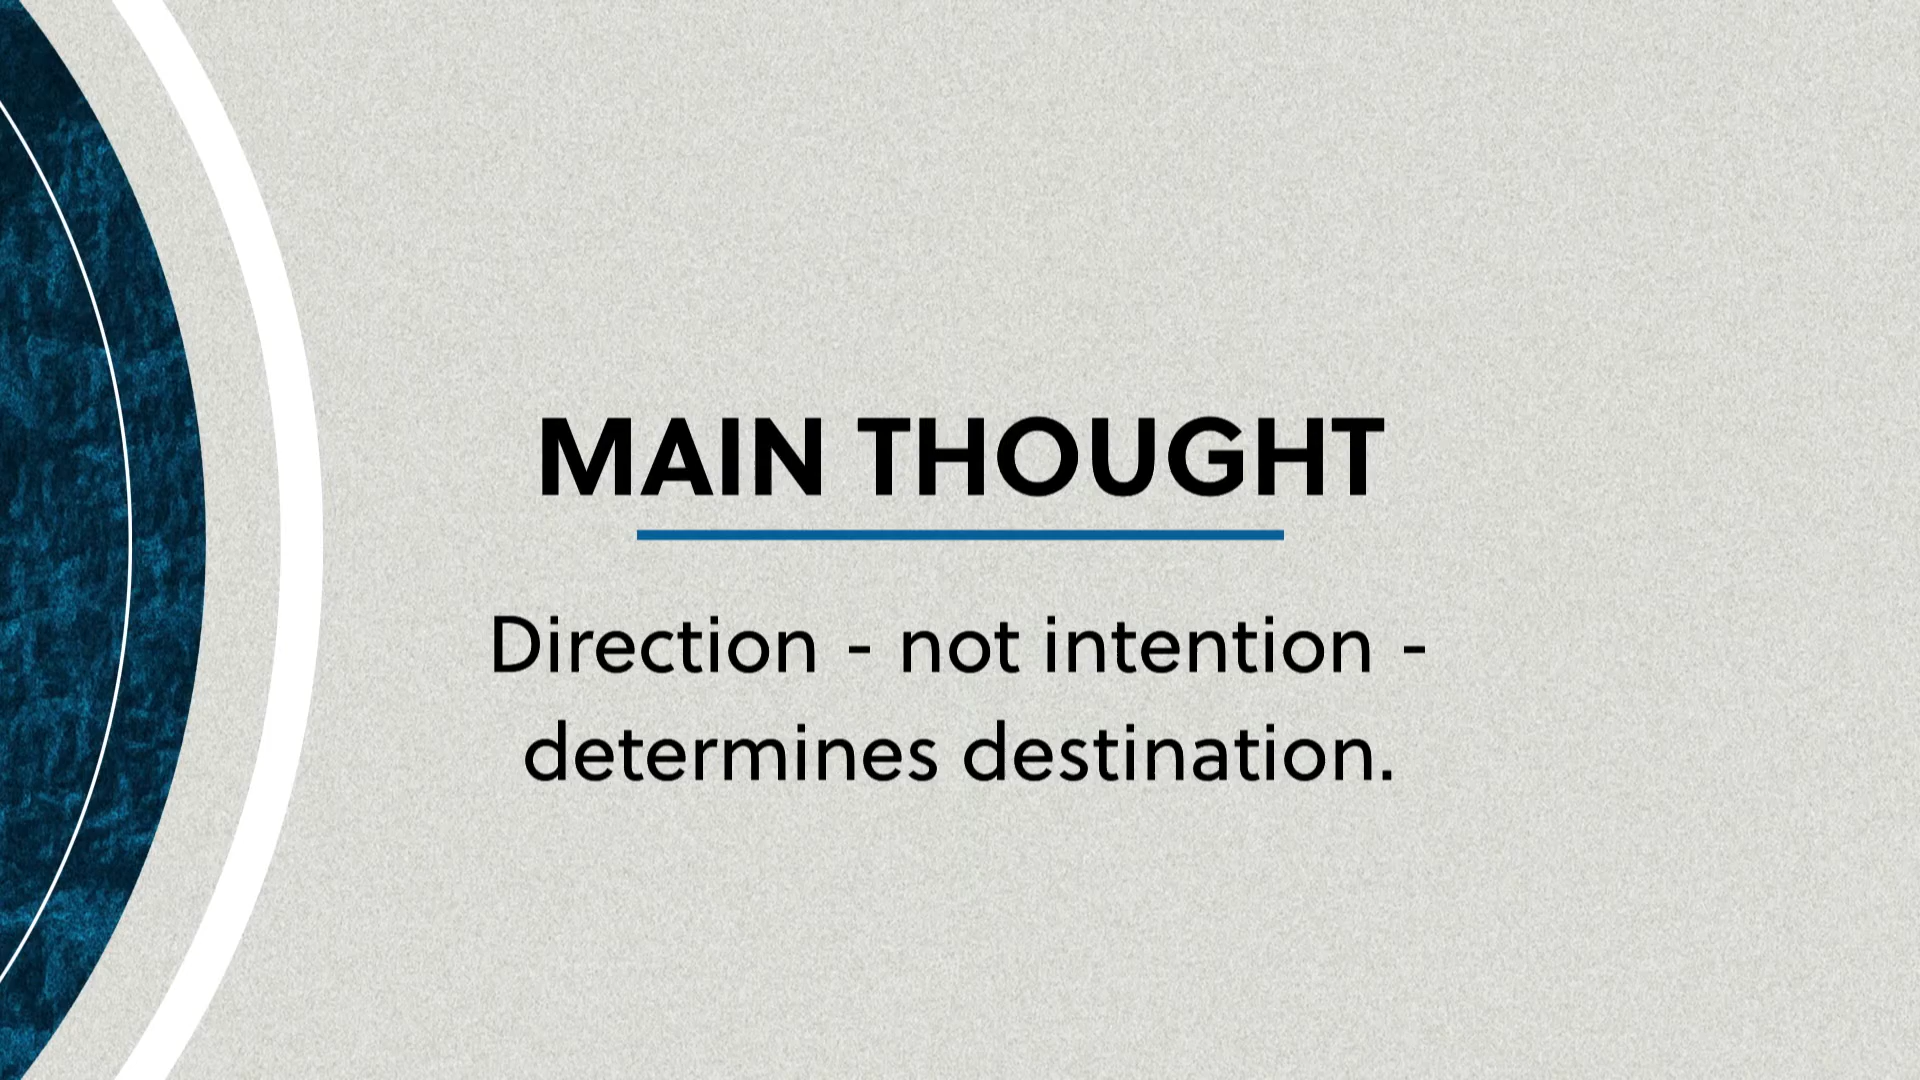 MAIN THOUGHT
Direction - not intention -
determines destination.